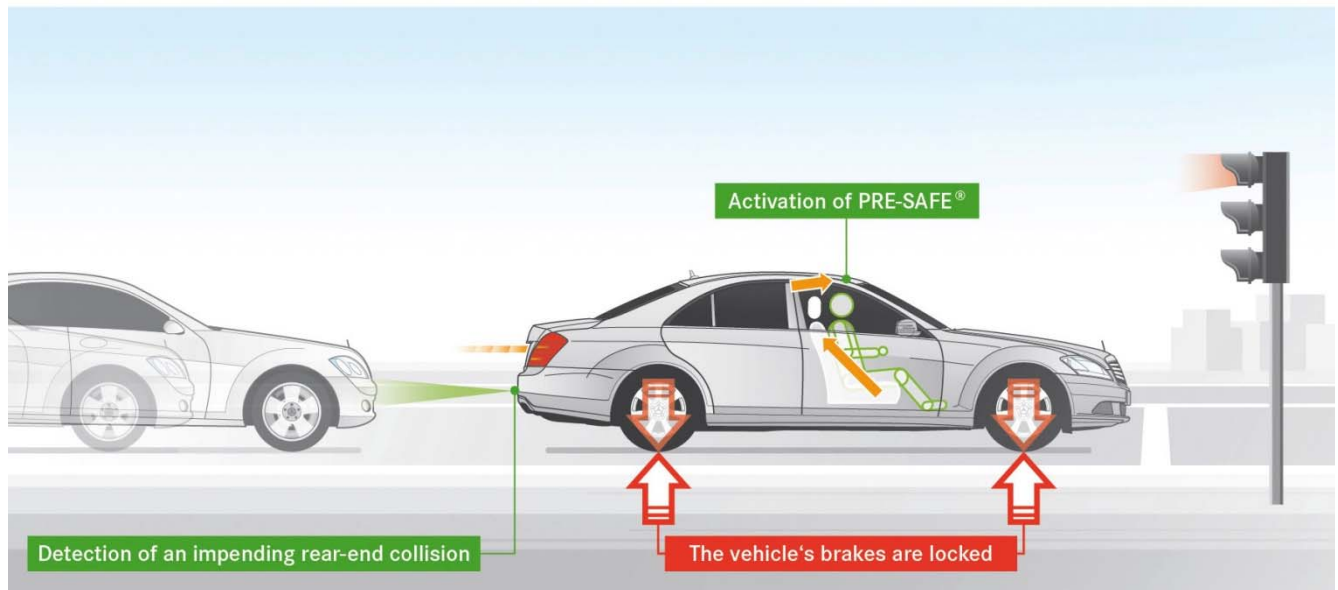 Activation of PRE-SAFE®
Detection of an impending rear-end collision
The vehicle‘s brakes are locked